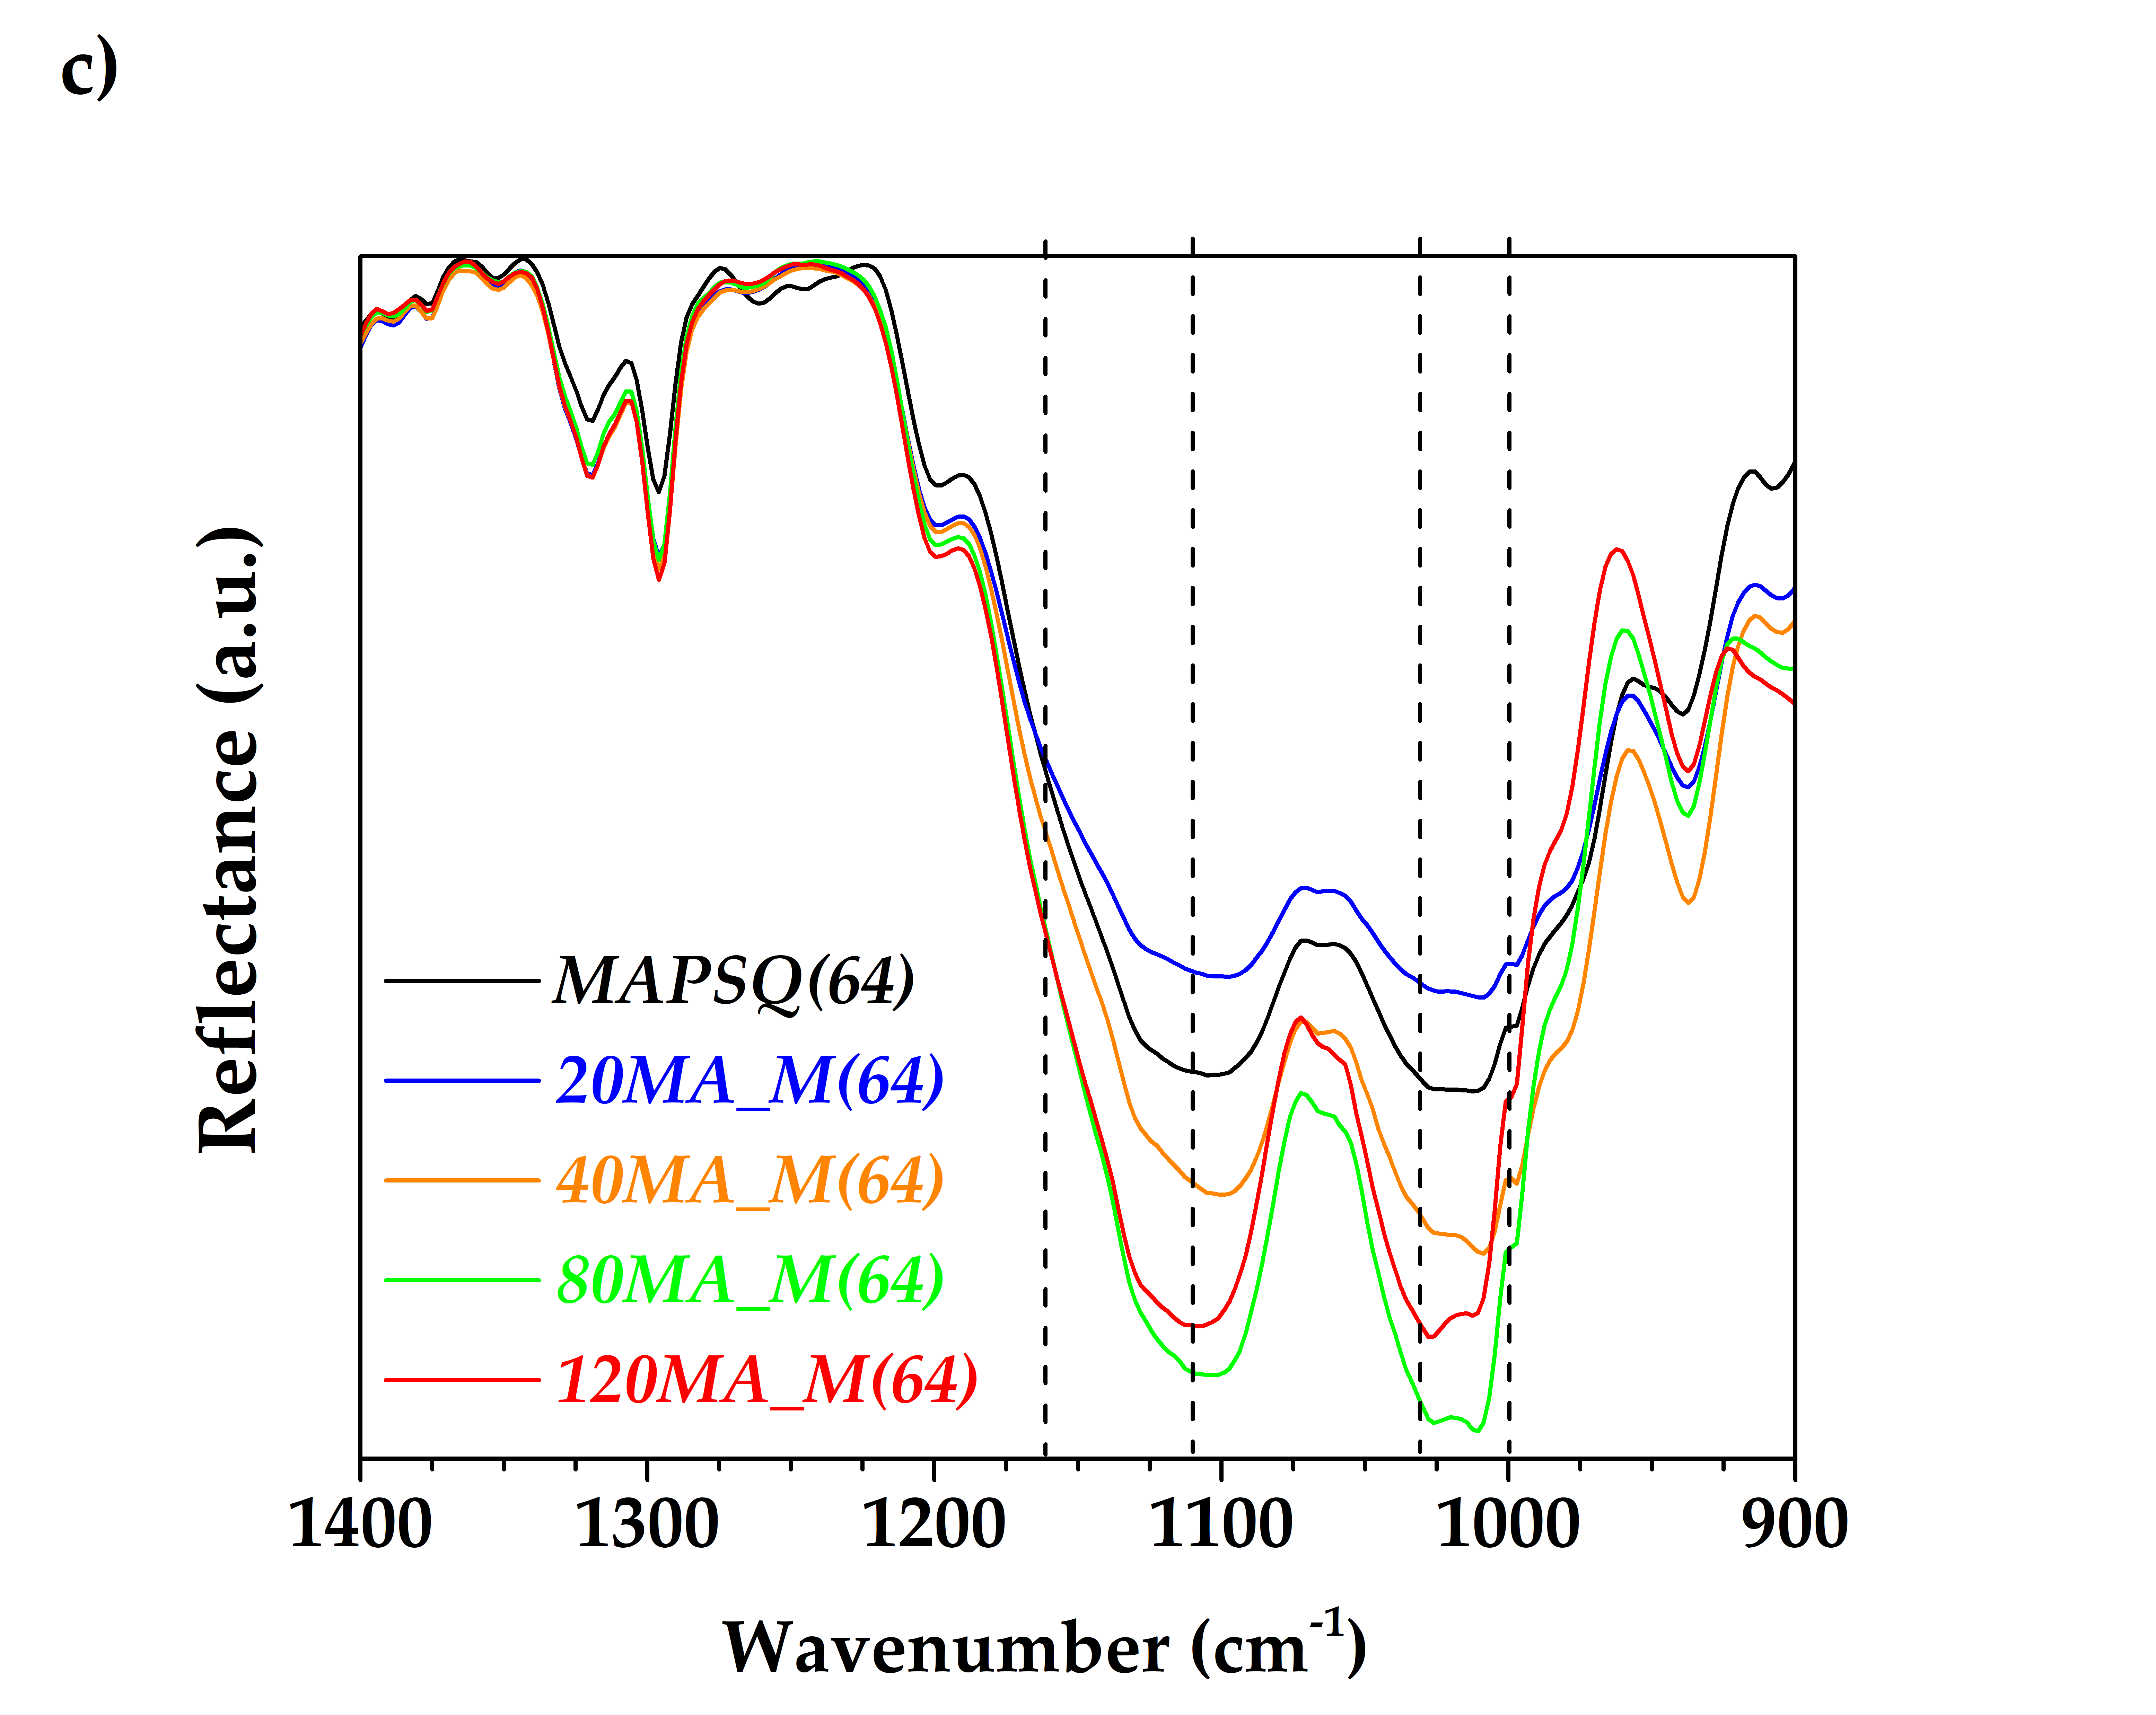 c)
Reflectance (a.u.)
MAPSQ(64)
20MA_M(64)
40MA_M(64)
80MA_M(64)
120MA_M(64)
1400 1300 1200 1100 1000 900
Wavenumber (cm⁻¹)